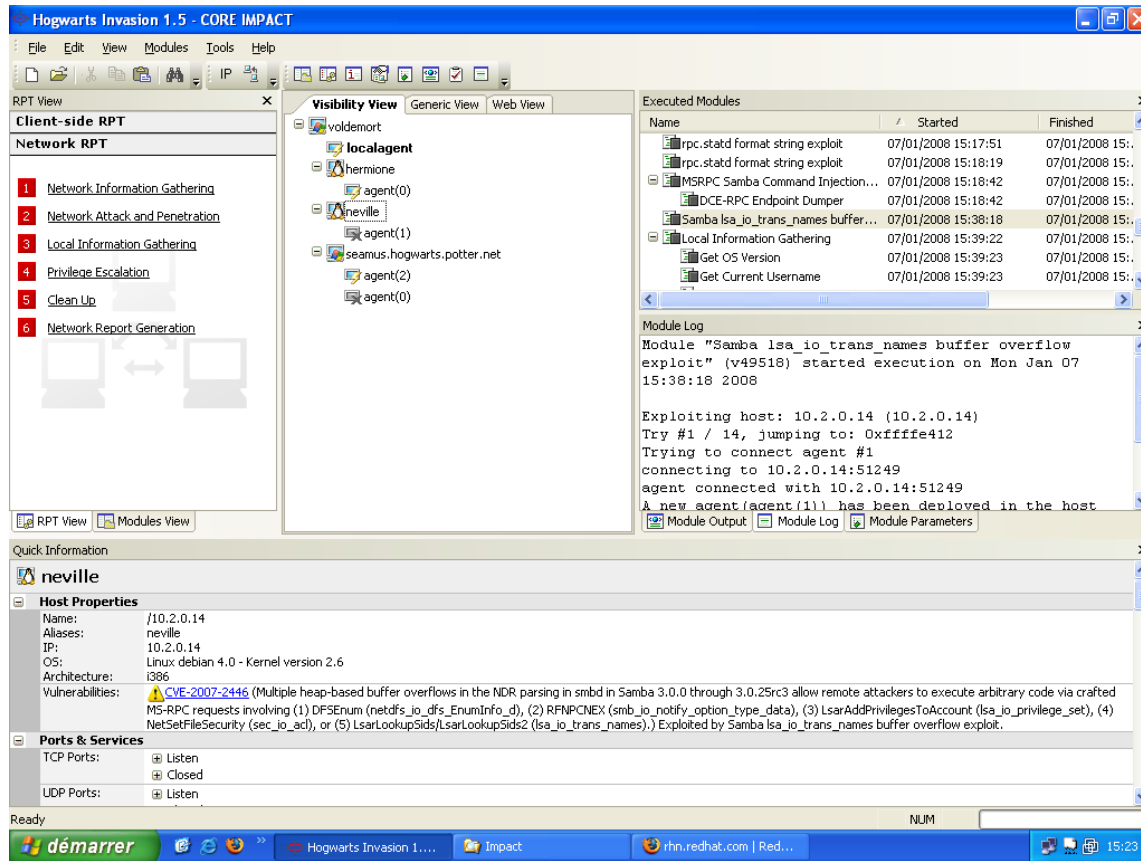 Hogwarts Invasion 1.5 - CORE IMPACT
File Edit View Modules Tools Help
IP
RPT View
Client-side RPT
Network RPT
1 Network Information Gathering
2 Network Attack and Penetration
3 Local Information Gathering
4 Privilege Escalation
5 Clean Up
6 Network Report Generation
RPT View Modules View
Visibility View Generic View Web View
voldemort
localagent
hermione
agent(0)
neville
agent(1)
seamus.hogwarts.potter.net
agent(2)
agent(0)
Executed Modules
Name Started Finished
rpc.statd format string exploit 07/01/2008 15:17:51 07/01/2008 15:.
rpc.statd format string exploit 07/01/2008 15:18:19 07/01/2008 15:.
MSRPC Samba Command Injection... 07/01/2008 15:18:42 07/01/2008 15:.
DCE-RPC Endpoint Dumper 07/01/2008 15:18:42 07/01/2008 15:.
Samba lsa_io_trans_names buffer... 07/01/2008 15:38:18 07/01/2008 15:.
Local Information Gathering 07/01/2008 15:39:22 07/01/2008 15:.
Get OS Version 07/01/2008 15:39:23 07/01/2008 15:.
Get Current Username 07/01/2008 15:39:23 07/01/2008 15:.
Module Log
Module "Samba lsa_io_trans_names buffer overflow
exploit" (v49518) started execution on Mon Jan 07
15:38:18 2008
Exploiting host: 10.2.0.14 (10.2.0.14)
Try #1 / 14, jumping to: 0xffffe412
Trying to connect agent #1
connecting to 10.2.0.14:51249
agent connected with 10.2.0.14:51249
A new agent(agent(1)) has been deployed in the host
Module Output Module Log Module Parameters
Quick Information
neville
Host Properties
Name: /10.2.0.14
Aliases: neville
IP: 10.2.0.14
OS: Linux debian 4.0 - Kernel version 2.6
Architecture: i386
Vulnerabilities: CVE-2007-2446 (Multiple heap-based buffer overflows in the NDR parsing in smbd in Samba 3.0.0 through 3.0.25rc3 allow remote attackers to execute arbitrary code via crafted
MS-RPC requests involving (1) DFSEnum (netdfs_io_dfs_EnumInfo_d), (2) RFNPCNEX (smb_io_notify_option_type_data), (3) LsarAddPrivilegesToAccount (lsa_io_privilege_set), (4)
NetSetFileSecurity (sec_io_acl), or (5) LsarLookupSids/LsarLookupSids2 (lsa_io_trans_names).) Exploited by Samba lsa_io_trans_names buffer overflow exploit.
Ports & Services
TCP Ports: Listen
Closed
UDP Ports: Listen
Ready NUM
démarrer Hogwarts Invasion 1.... Impact rhn.redhat.com | Red... 15:23